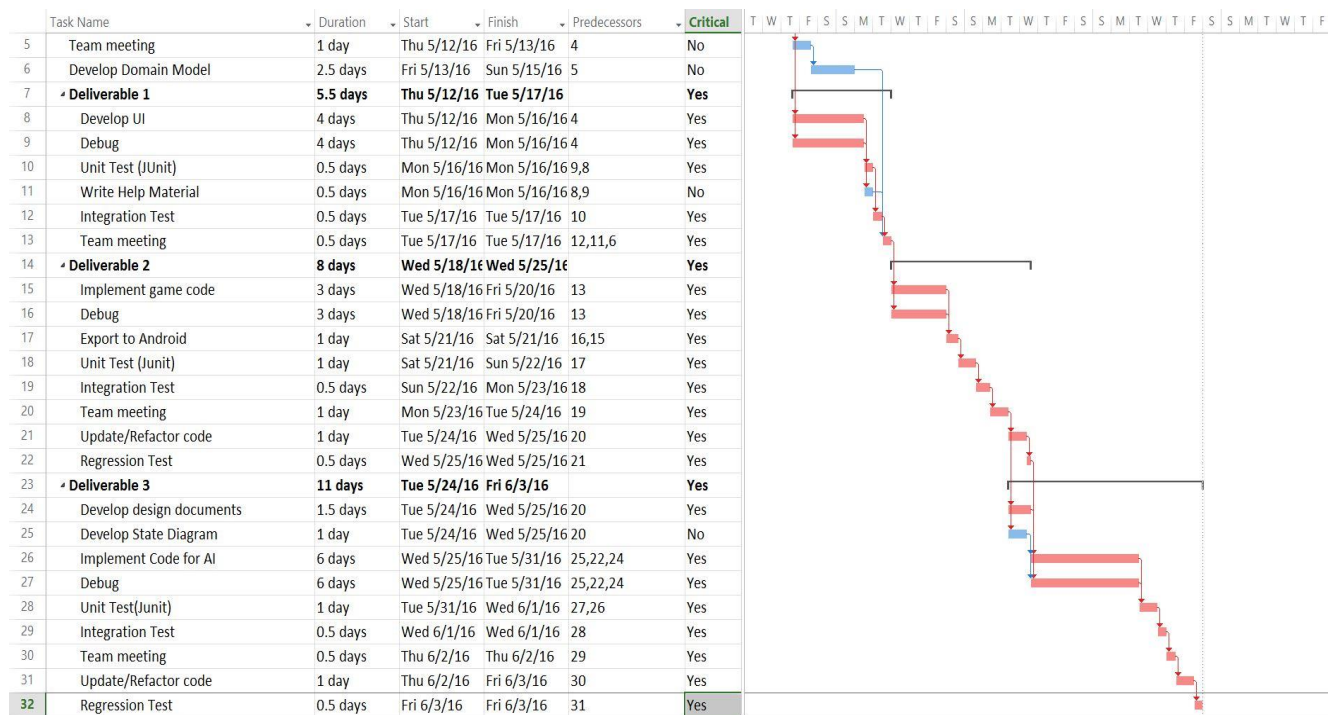 Task Name Duration Start Finish Predecessors Critical T W T F S S M T W T F S S M T W T F S S M T W T F S S M T W T F
5 Team meeting 1 day Thu 5/12/16 Fri 5/13/16 4 No
6 Develop Domain Model 2.5 days Fri 5/13/16 Sun 5/15/16 5 No
7 Deliverable 1 5.5 days Thu 5/12/16 Tue 5/17/16 Yes
8 Develop UI 4 days Thu 5/12/16 Mon 5/16/16 4 Yes
9 Debug 4 days Thu 5/12/16 Mon 5/16/16 4 Yes
10 Unit Test (JUnit) 0.5 days Mon 5/16/16 Mon 5/16/16 9,8 Yes
11 Write Help Material 0.5 days Mon 5/16/16 Mon 5/16/16 8,9 No
12 Integration Test 0.5 days Tue 5/17/16 Tue 5/17/16 10 Yes
13 Team meeting 0.5 days Tue 5/17/16 Tue 5/17/16 12,11,6 Yes
14 Deliverable 2 8 days Wed 5/18/16 Wed 5/25/16 Yes
15 Implement game code 3 days Wed 5/18/16 Fri 5/20/16 13 Yes
16 Debug 3 days Wed 5/18/16 Fri 5/20/16 13 Yes
17 Export to Android 1 day Sat 5/21/16 Sat 5/21/16 16,15 Yes
18 Unit Test (Junit) 1 day Sat 5/21/16 Sun 5/22/16 17 Yes
19 Integration Test 0.5 days Sun 5/22/16 Mon 5/23/16 18 Yes
20 Team meeting 1 day Mon 5/23/16 Tue 5/24/16 19 Yes
21 Update/Refactor code 1 day Tue 5/24/16 Wed 5/25/16 20 Yes
22 Regression Test 0.5 days Wed 5/25/16 Wed 5/25/16 21 Yes
23 Deliverable 3 11 days Tue 5/24/16 Fri 6/3/16 Yes
24 Develop design documents 1.5 days Tue 5/24/16 Wed 5/25/16 20 Yes
25 Develop State Diagram 1 day Tue 5/24/16 Wed 5/25/16 20 No
26 Implement Code for AI 6 days Wed 5/25/16 Tue 5/31/16 25,22,24 Yes
27 Debug 6 days Wed 5/25/16 Tue 5/31/16 25,22,24 Yes
28 Unit Test(Junit) 1 day Tue 5/31/16 Wed 6/1/16 27,26 Yes
29 Integration Test 0.5 days Wed 6/1/16 Wed 6/1/16 28 Yes
30 Team meeting 0.5 days Thu 6/2/16 Thu 6/2/16 29 Yes
31 Update/Refactor code 1 day Thu 6/2/16 Fri 6/3/16 30 Yes
32 Regression Test 0.5 days Fri 6/3/16 Fri 6/3/16 31 Yes